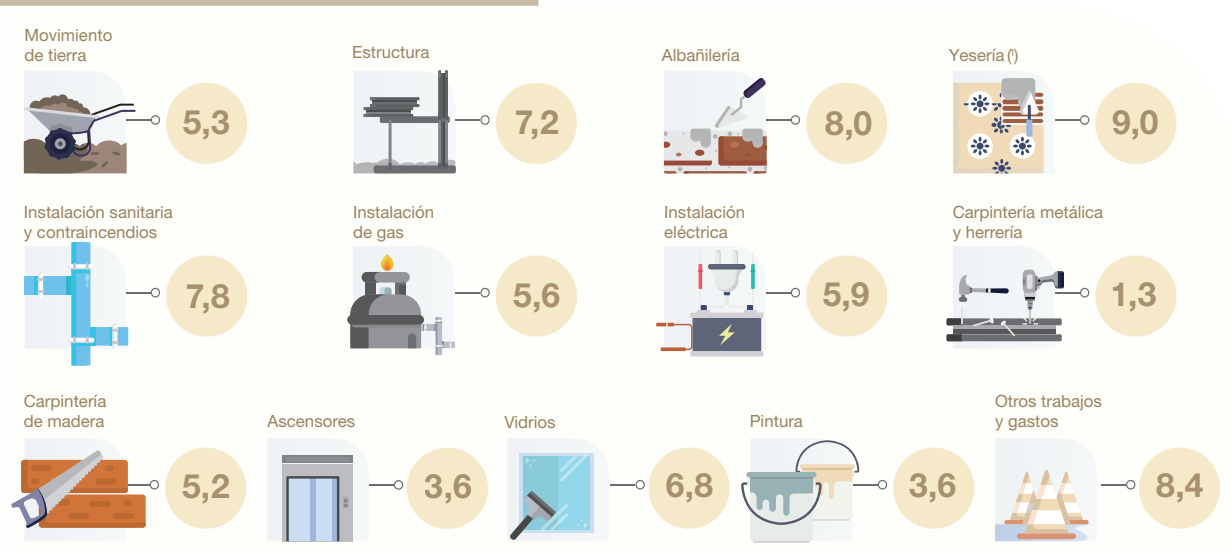 Movimiento
de tierra
5,3
Estructura
7,2
Albañilería
8,0
Yesería (¹)
9,0
Instalación sanitaria
y contraincendios
7,8
Instalación
de gas
5,6
Instalación
eléctrica
5,9
Carpintería metálica
y herrería
1,3
Carpintería
de madera
5,2
Ascensores
3,6
Vidrios
6,8
Pintura
3,6
Otros trabajos
y gastos
8,4